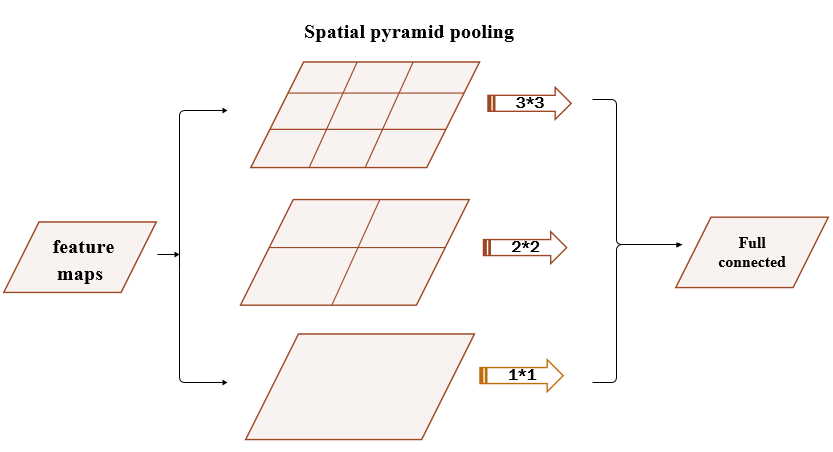 Spatial pyramid pooling
3*3
feature
maps
2*2
Full
connected
1*1